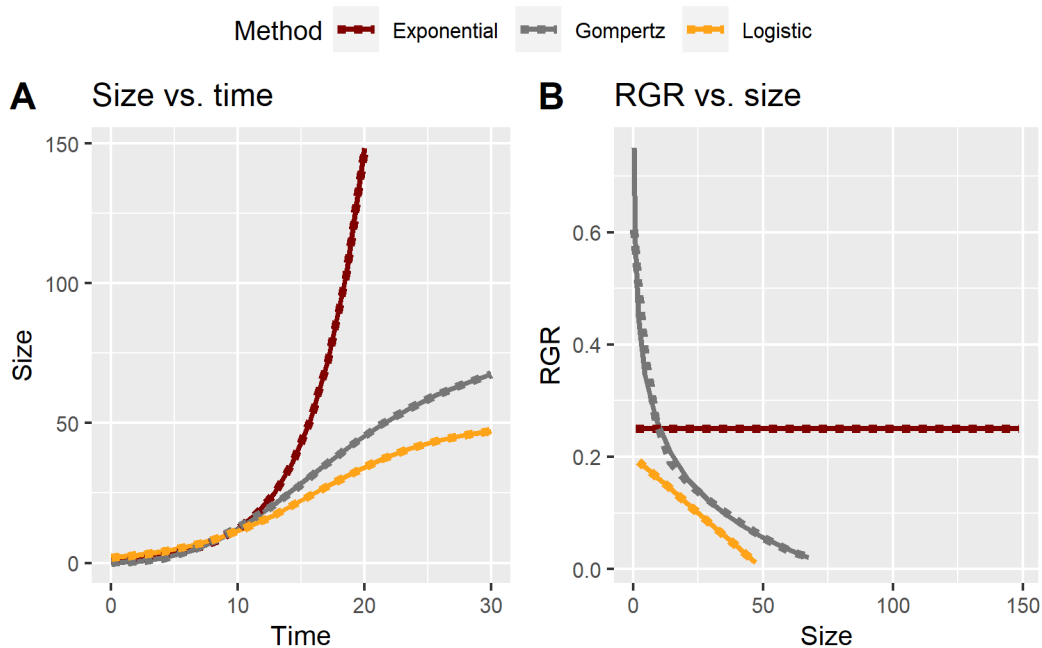 Method Exponential Gompertz Logistic
A Size vs. time
Size
150
100
50
0
0 10 20 30
Time
B RGR vs. size
RGR
0.6
0.4
0.2
0.0
0 50 100 150
Size